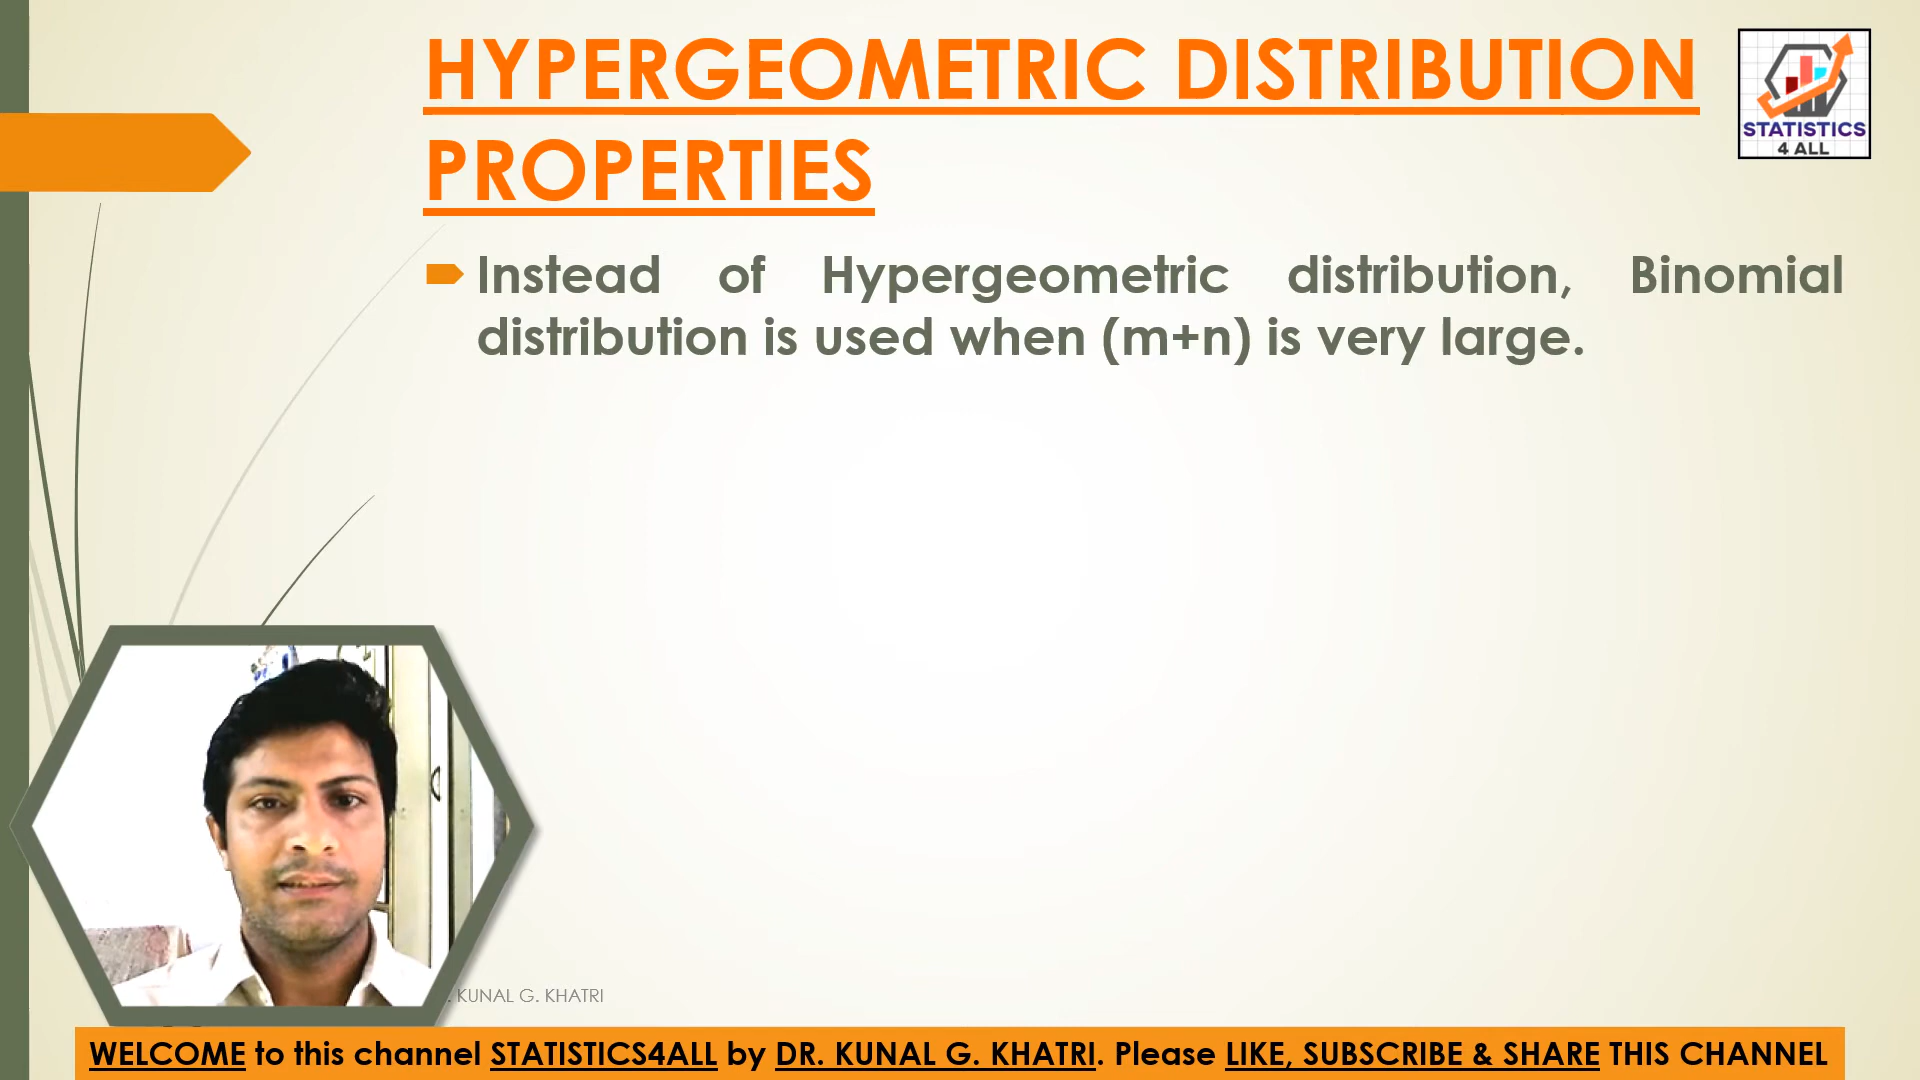 HYPERGEOMETRIC DISTRIBUTION
PROPERTIES
STATISTICS
4 ALL
Instead of Hypergeometric distribution, Binomial
distribution is used when (m+n) is very large.
. KUNAL G. KHATRI
WELCOME to this channel STATISTICS4ALL by DR. KUNAL G. KHATRI. Please LIKE, SUBSCRIBE & SHARE THIS CHANNEL